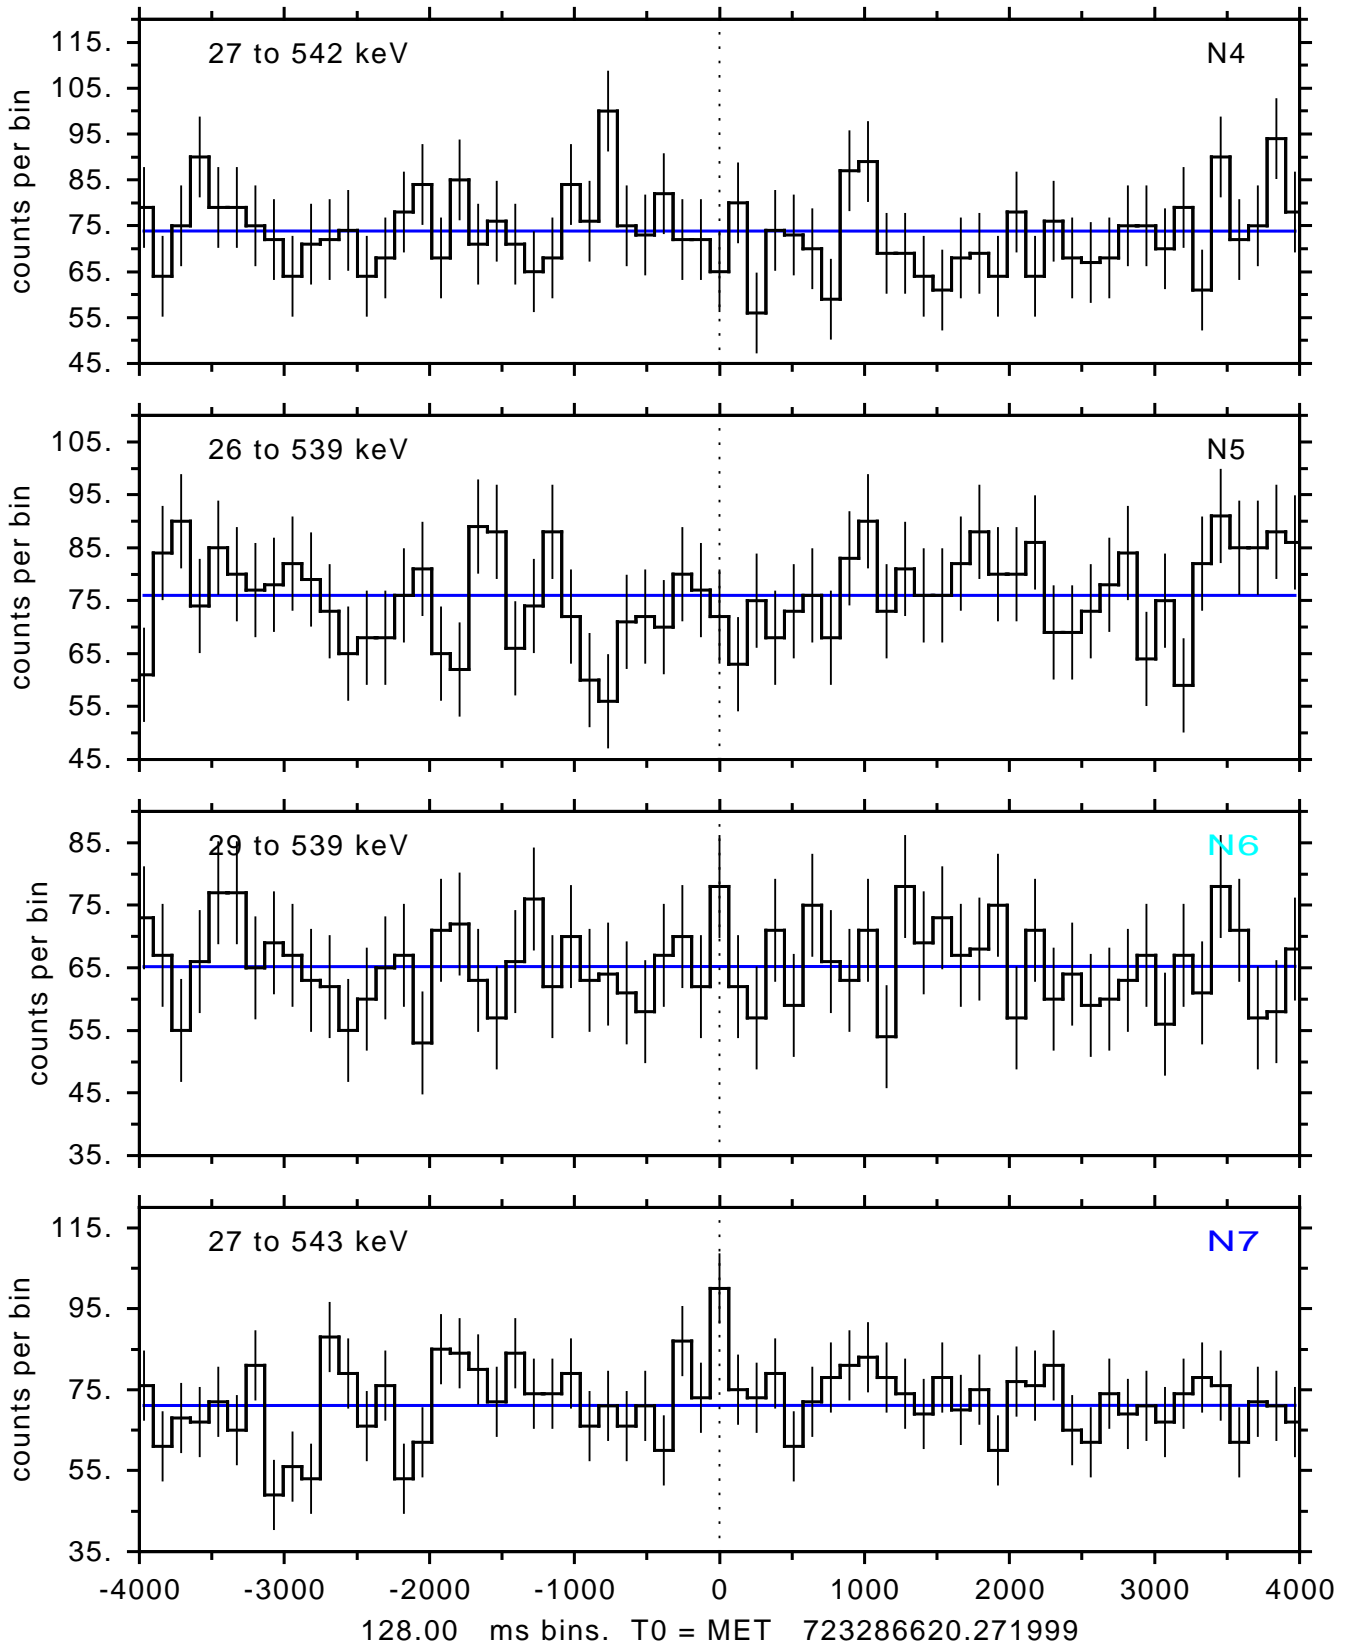 27 to 542 keV N4
115.
105.
95.
85.
75.
65.
55.
45.
counts per bin
26 to 539 keV N5
105.
95.
85.
75.
65.
55.
45.
counts per bin
29 to 539 keV N6
85.
75.
65.
55.
45.
35.
counts per bin
27 to 543 keV N7
115.
95.
75.
55.
35.
counts per bin
-4000 -3000 -2000 -1000 0 1000 2000 3000 4000
128.00 ms bins. T0 = MET 723286620.271999